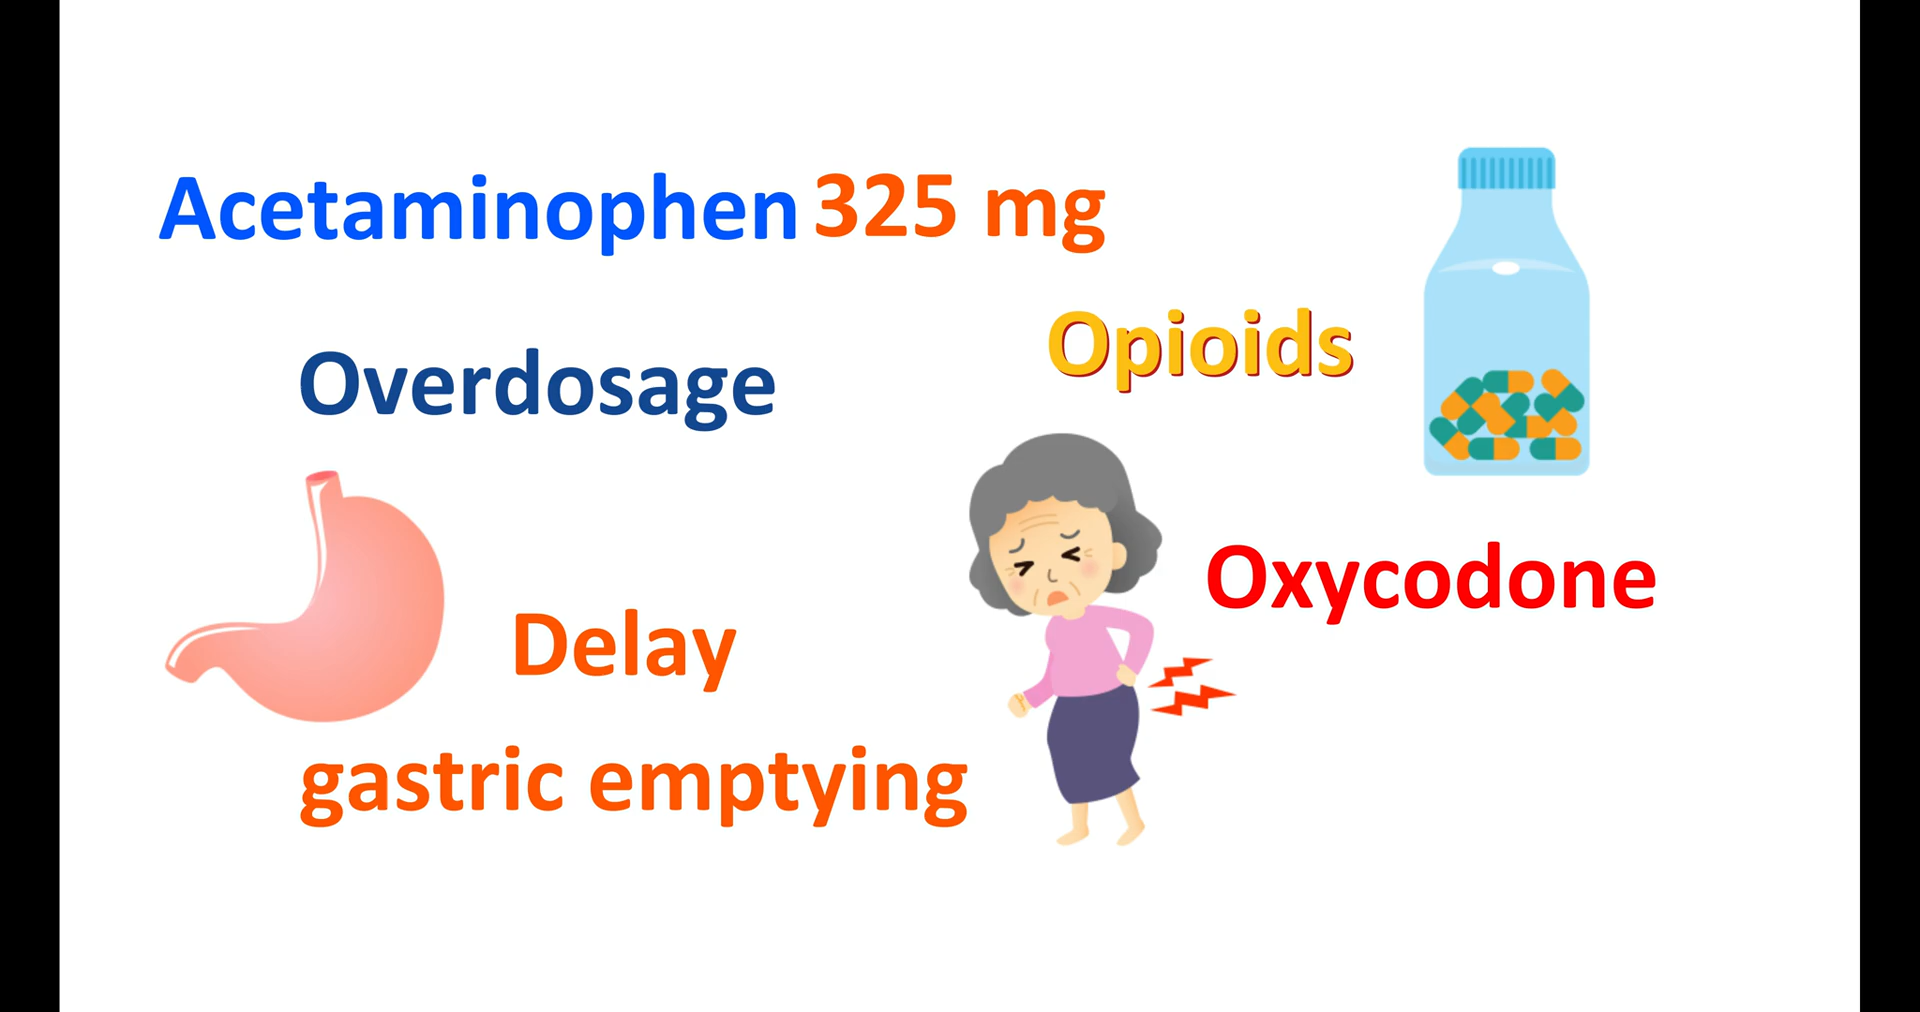 Acetaminophen 325 mg
Opioids
Overdosage
Oxycodone
Delay
gastric emptying